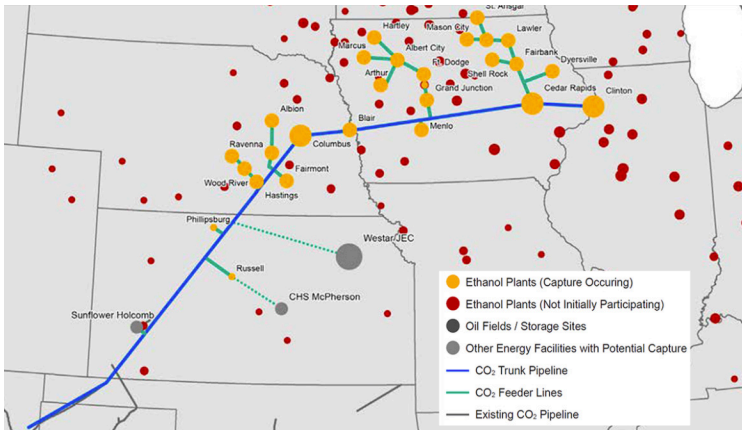 St. Ansgar
Hartley
Mason City
Lawler
Marcus
Albert City
Fairbank
Ft. Dodge
Dyersville
Arthur
Shell Rock
Grand Junction
Cedar Rapids
Clinton
Albion
Blair
Menlo
Ravenna
Columbus
Fairmont
Wood River
Hastings
Phillipsburg
Westar JEC
Russell
CHS McPherson
Sunflower Holcomb
Ethanol Plants (Capture Occuring)
Ethanol Plants (Not Initially Participating)
Oil Fields / Storage Sites
Other Energy Facilities with Potential Capture
CO₂ Trunk Pipeline
CO₂ Feeder Lines
Existing CO₂ Pipeline